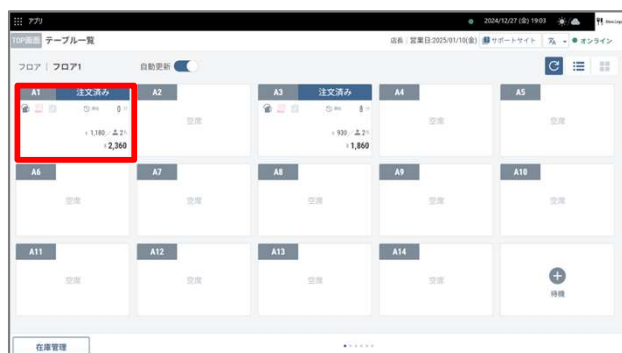 アプリ 2024/12/27 (金) 1903
TOP画面 テーブル一覧 店長 | 営業日:2025/01/10(金) サポートサイト オンライン
フロア | フロア1 自動更新
A1 注文済み A2 A3 注文済み A4 A5
空席 空席 空席
1,180 / 2 930 / 2
2,360 1,860
A6 A7 A8 A9 A10
空席 空席 空席 空席 空席
A11 A12 A13 A14
空席 空席 空席 空席
待機
在庫管理